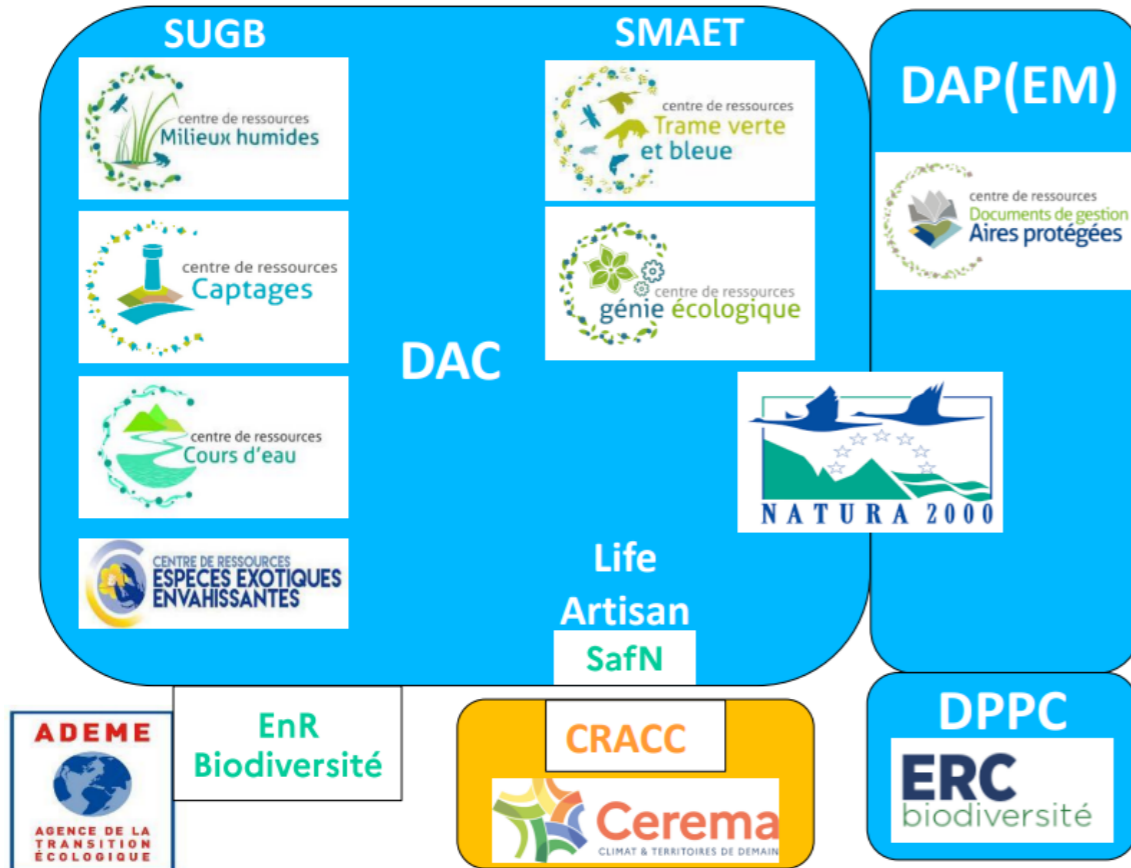 SUGB
SMAET
DAP(EM)
centre de ressources
Milieux humides
centre de ressources
Trame verte
et bleue
centre de ressources
Documents de gestion
Aires protégées
centre de ressources
Captages
centre de ressources
génie écologique
DAC
centre de ressources
Cours d'eau
NATURA 2000
CENTRE DE RESSOURCES
ESPÈCES EXOTIQUES
ENVAHISSANTES
Life
Artisan
SafN
ADEME
AGENCE DE LA
TRANSITION
ÉCOLOGIQUE
EnR
Biodiversité
CRACC
Cerema
CLIMAT & TERRITOIRES DE DEMAIN
DPPC
ERC
biodiversité